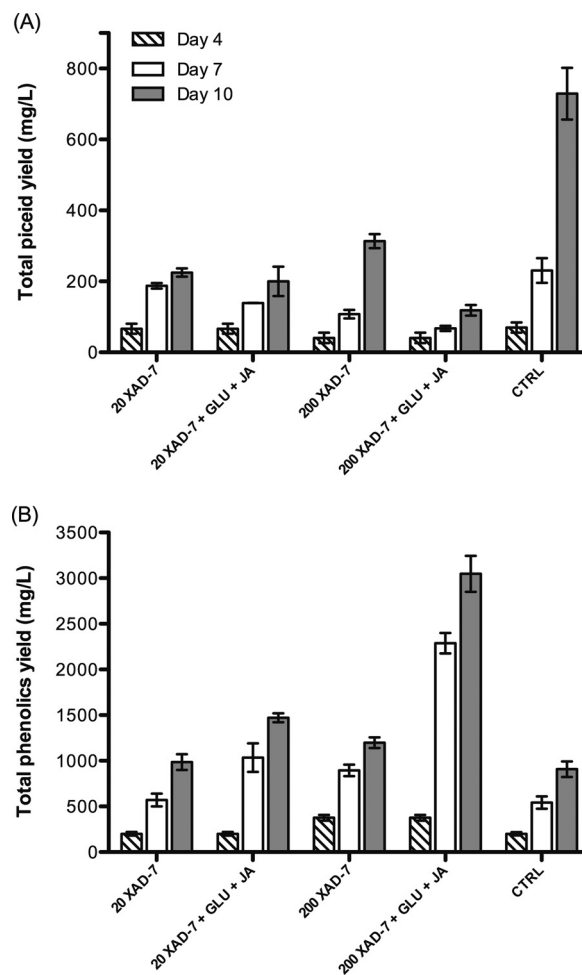 (A)
Day 4
Day 7
Day 10
Total piceid yield (mg/L)
800
600
400
200
0
20 XAD-7
20 XAD-7 + GLU + JA
200 XAD-7
200 XAD-7 + GLU + JA
CTRL
(B)
Total phenolics yield (mg/L)
3500
3000
2500
2000
1500
1000
500
0
20 XAD-7
20 XAD-7 + GLU + JA
200 XAD-7
200 XAD-7 + GLU + JA
CTRL